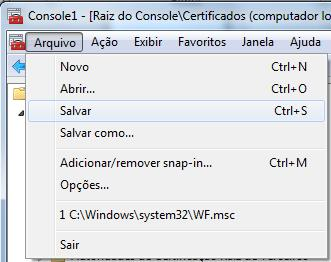 Console1 - [Raiz do Console\Certificados (computador lo
Arquivo Ação Exibir Favoritos Janela Ajuda
Novo Ctrl+N
Abrir... Ctrl+O
Salvar Ctrl+S
Salvar como...
Adicionar/remover snap-in... Ctrl+M
Opções...
1 C:\Windows\system32\WF.msc
Sair